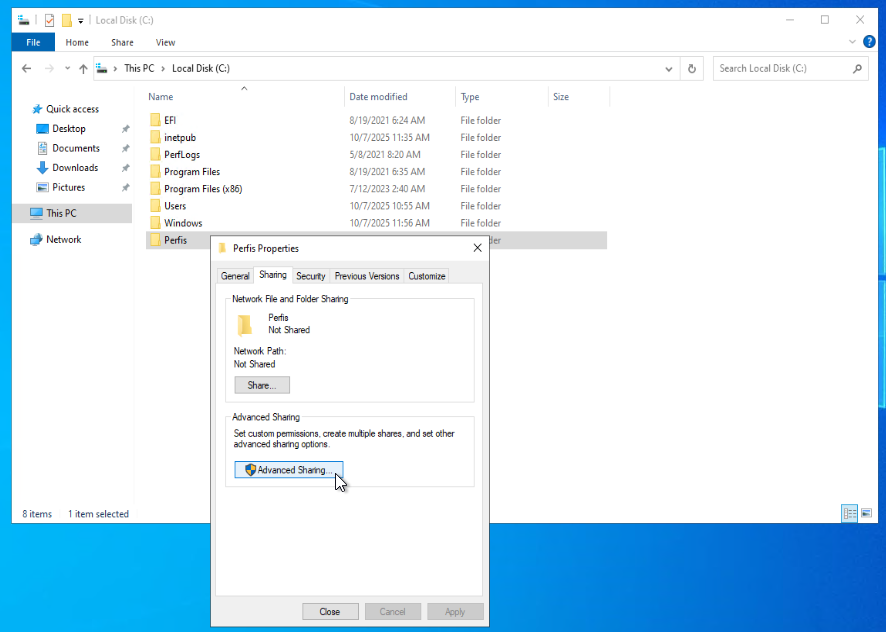 Local Disk (C:)
File Home Share View
This PC > Local Disk (C:)
Search Local Disk (C:)
Name Date modified Type Size
Quick access
Desktop
Documents
Downloads
Pictures
This PC
Network
EFI 8/19/2021 6:24 AM File folder
inetpub 10/7/2025 11:35 AM File folder
PerfLogs 5/8/2021 8:20 AM File folder
Program Files 8/19/2021 6:35 AM File folder
Program Files (x86) 7/12/2023 2:40 AM File folder
Users 10/7/2025 10:55 AM File folder
Windows 10/7/2025 11:56 AM File folder
Perfis
Perfis Properties
General Sharing Security Previous Versions Customize
Network File and Folder Sharing
Perfis
Not Shared
Network Path:
Not Shared
Share...
Advanced Sharing
Set custom permissions, create multiple shares, and set other
advanced sharing options.
Advanced Sharing...
Close Cancel Apply
8 items 1 item selected